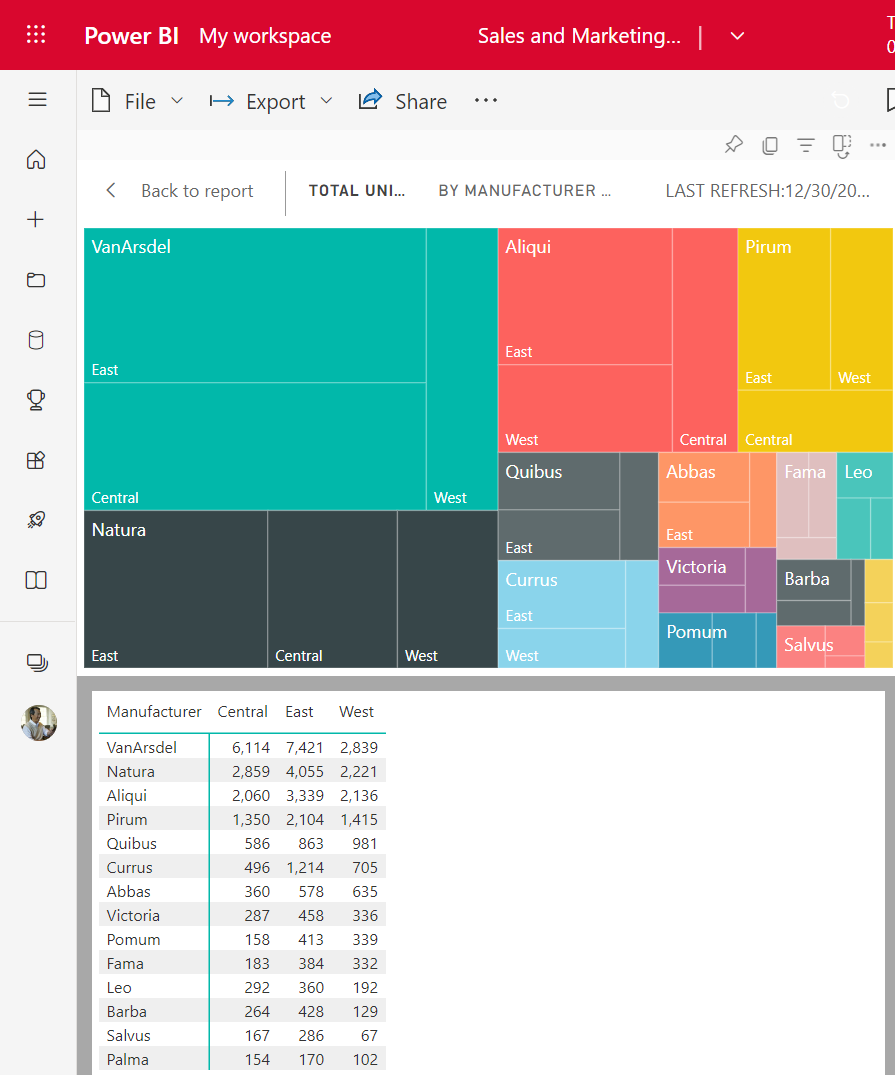 Power BI My workspace Sales and Marketing... |
File Export Share ...
Back to report TOTAL UNI... BY MANUFACTURER ... LAST REFRESH:12/30/20...
VanArsdel
East
Central
West
Natura
East
Central
West
Aliqui
East
West
Central
Pirum
East
West
Central
Quibus
East
Currus
East
West
Abbas
East
Victoria
Pomum
Fama
Leo
Barba
Salvus
Manufacturer Central East West
VanArsdel 6,114 7,421 2,839
Natura 2,859 4,055 2,221
Aliqui 2,060 3,339 2,136
Pirum 1,350 2,104 1,415
Quibus 586 863 981
Currus 496 1,214 705
Abbas 360 578 635
Victoria 287 458 336
Pomum 158 413 339
Fama 183 384 332
Leo 292 360 192
Barba 264 428 129
Salvus 167 286 67
Palma 154 170 102